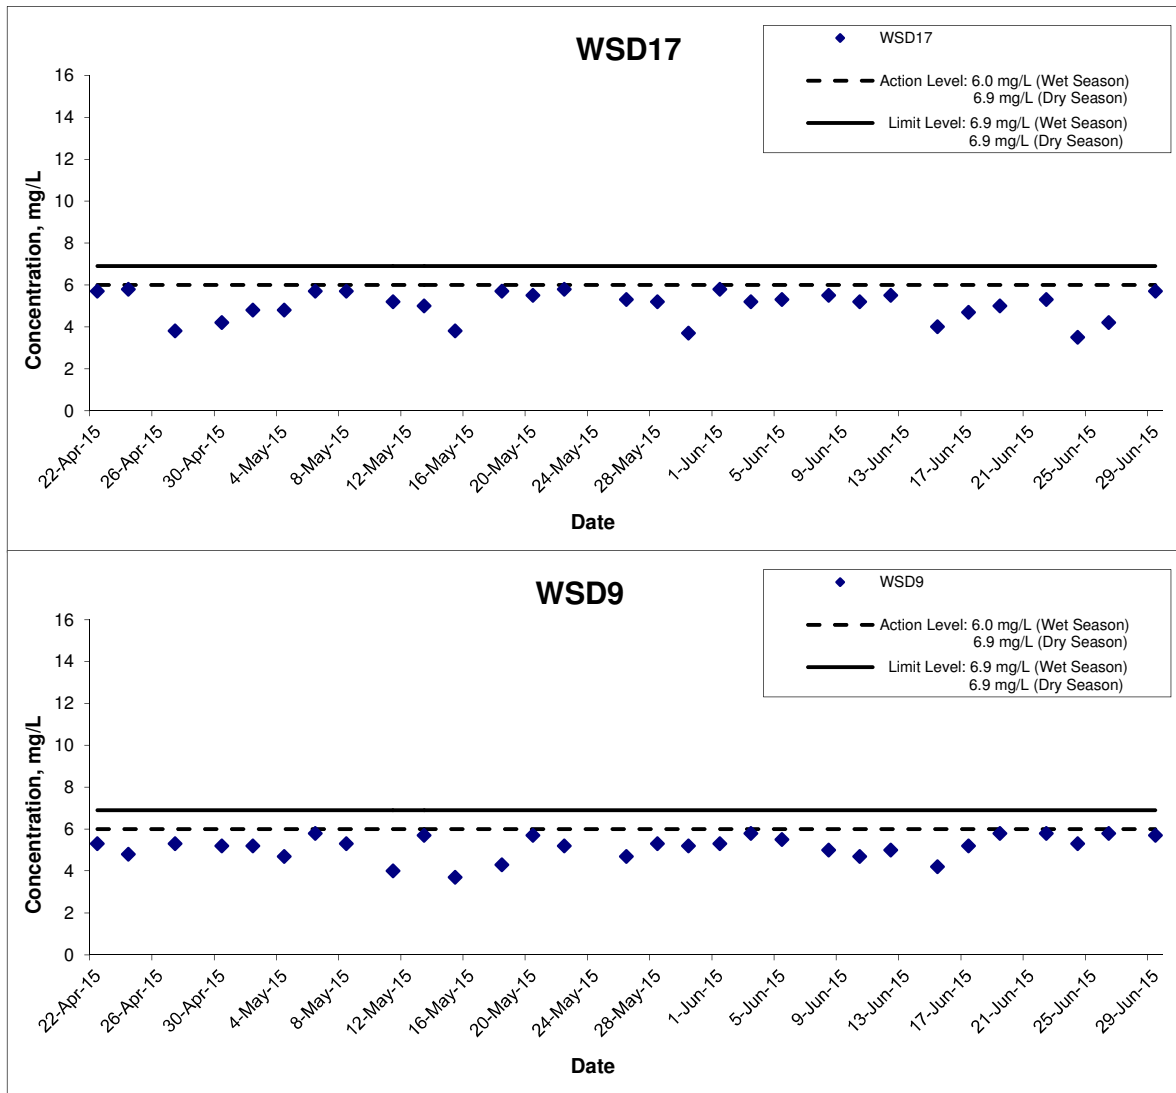 WSD17
WSD17
Action Level: 6.0 mg/L (Wet Season)
6.9 mg/L (Dry Season)
Limit Level: 6.9 mg/L (Wet Season)
6.9 mg/L (Dry Season)
16
14
12
10
8
6
4
2
0
Concentration, mg/L
22-Apr-15
26-Apr-15
30-Apr-15
4-May-15
8-May-15
12-May-15
16-May-15
20-May-15
24-May-15
28-May-15
1-Jun-15
5-Jun-15
9-Jun-15
13-Jun-15
17-Jun-15
21-Jun-15
25-Jun-15
29-Jun-15
Date
WSD9
WSD9
Action Level: 6.0 mg/L (Wet Season)
6.9 mg/L (Dry Season)
Limit Level: 6.9 mg/L (Wet Season)
6.9 mg/L (Dry Season)
16
14
12
10
8
6
4
2
0
Concentration, mg/L
22-Apr-15
26-Apr-15
30-Apr-15
4-May-15
8-May-15
12-May-15
16-May-15
20-May-15
24-May-15
28-May-15
1-Jun-15
5-Jun-15
9-Jun-15
13-Jun-15
17-Jun-15
21-Jun-15
25-Jun-15
29-Jun-15
Date